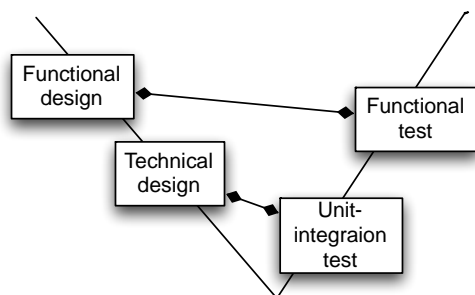 Functional
design
Functional
test
Technical
design
Unit-
integraion
test